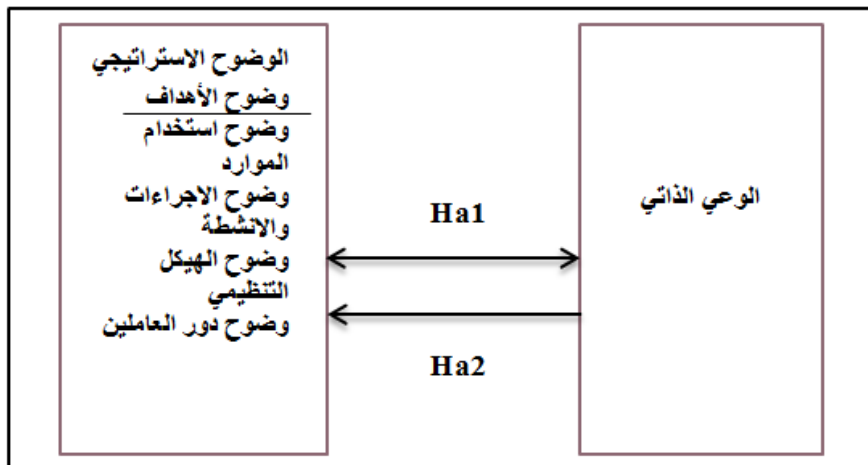 الوضوح الاستراتيجي
وضوح الأهداف
وضوح استخدام
الموارد
وضوح الاجراءات
والانشطة
وضوح الهيكل
التنظيمي
وضوح دور العاملين
الوعي الذاتي
Ha1
Ha2